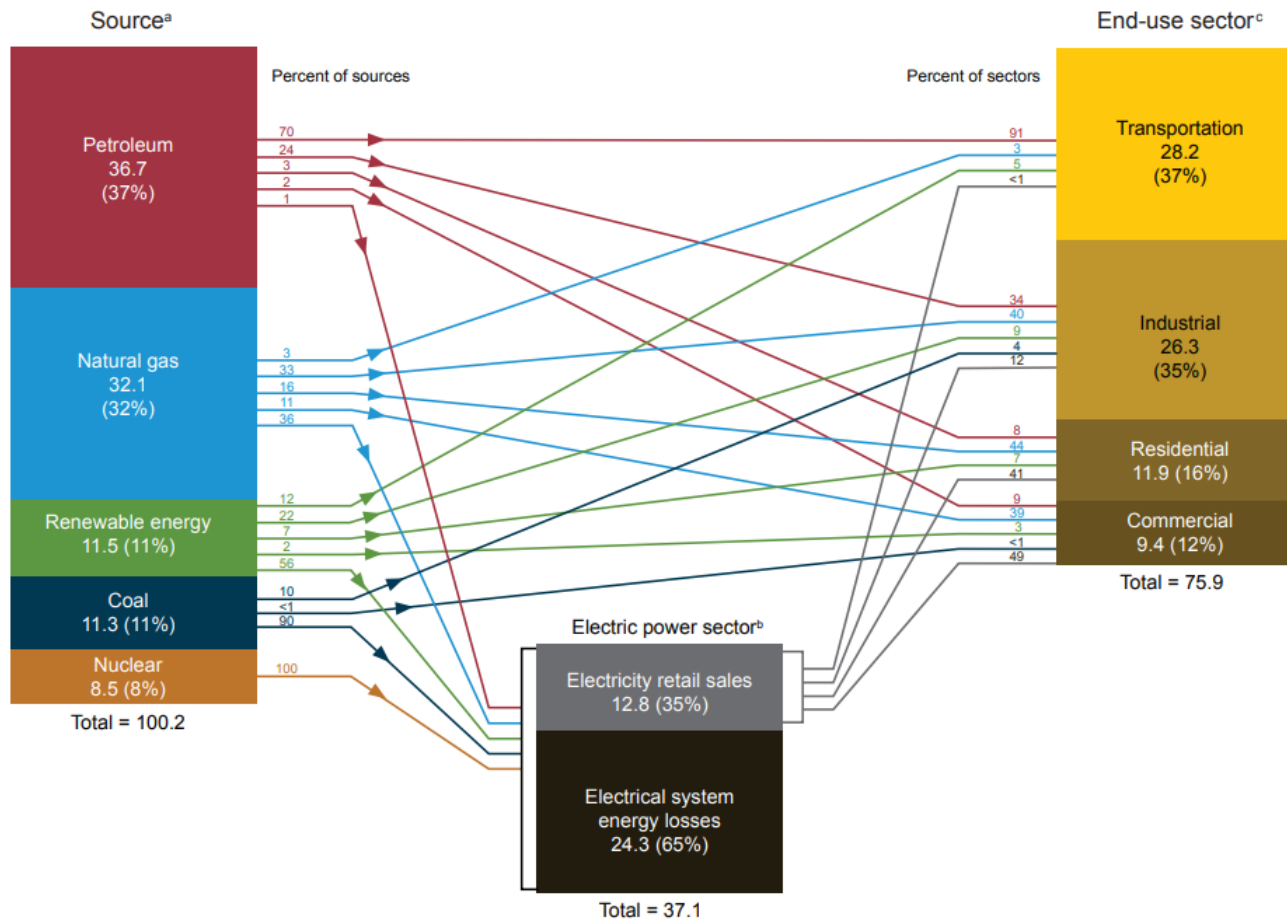 Sourceᵃ
End-use sectorᶜ
Percent of sources
Percent of sectors
Petroleum
36.7
(37%)
70
24
3
2
1
Natural gas
32.1
(32%)
3
33
16
11
36
Renewable energy
11.5 (11%)
12
22
7
2
56
Coal
11.3 (11%)
10
<1
90
Nuclear
8.5 (8%)
100
Total = 100.2
Electric power sectorᵇ
Electricity retail sales
12.8 (35%)
Electrical system
energy losses
24.3 (65%)
Total = 37.1
91
3
5
<1
Transportation
28.2
(37%)
34
40
9
4
12
Industrial
26.3
(35%)
8
44
7
41
Residential
11.9 (16%)
9
39
3
<1
49
Commercial
9.4 (12%)
Total = 75.9